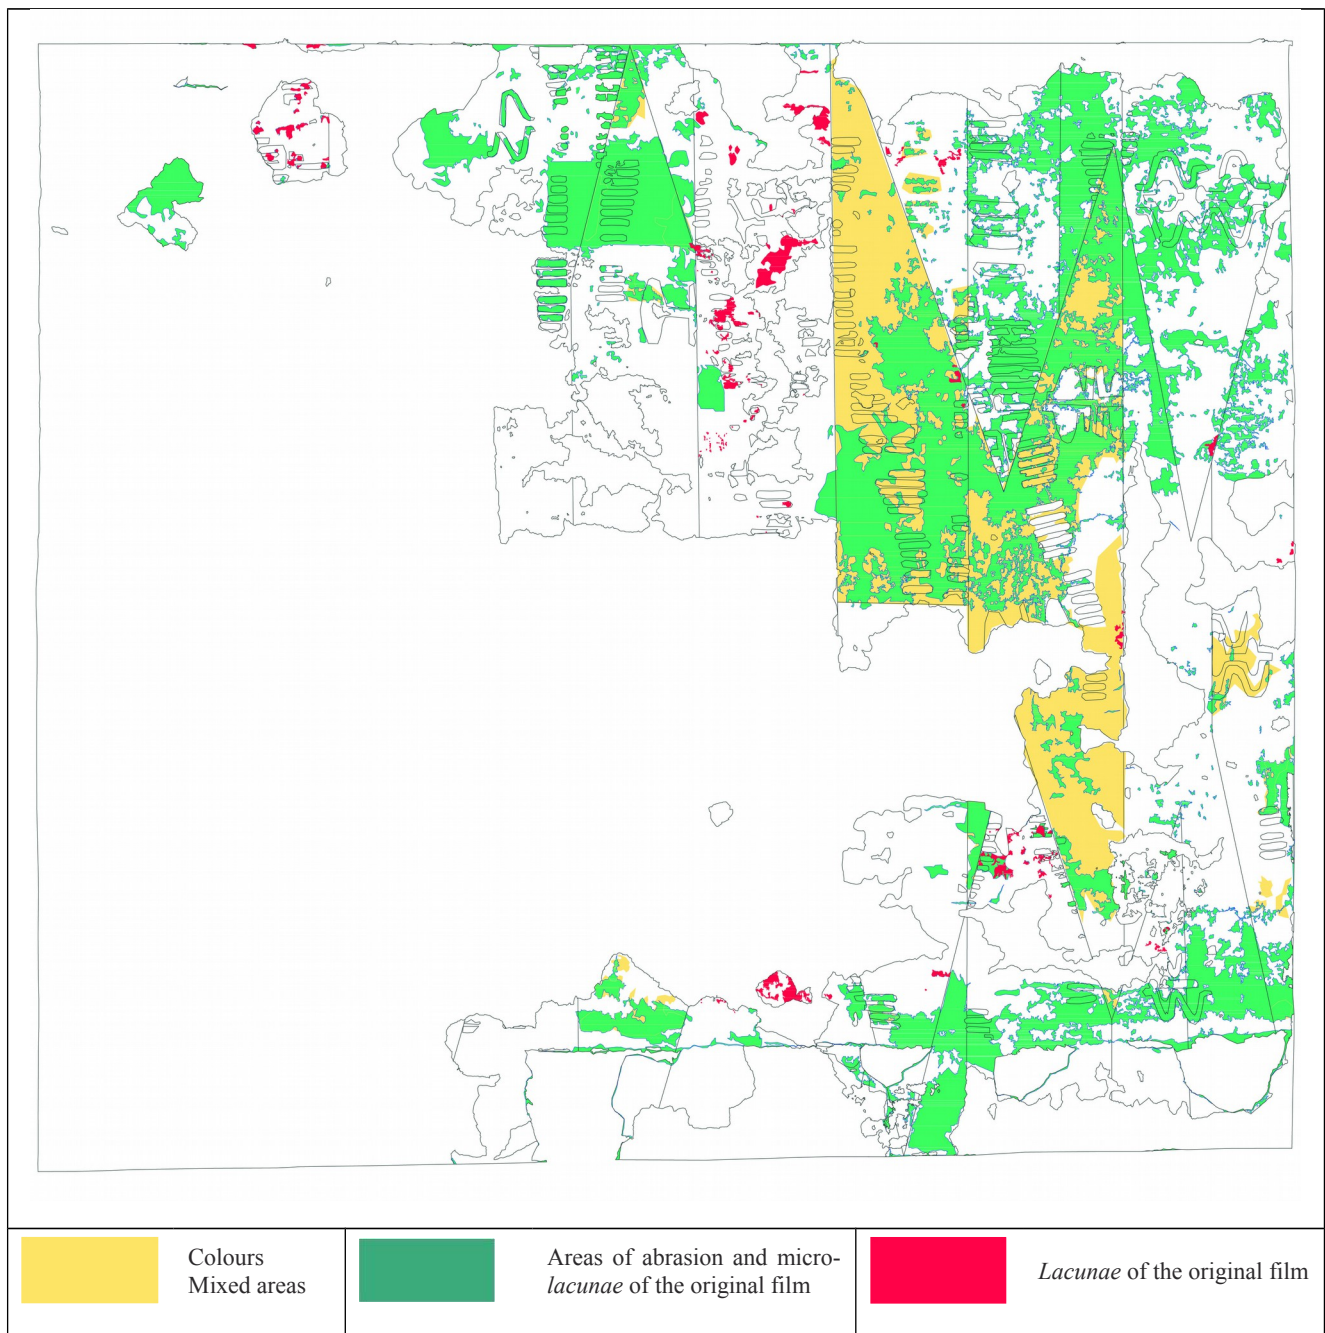 Colours
Mixed areas
Areas of abrasion and micro-
lacunae of the original film
Lacunae of the original film